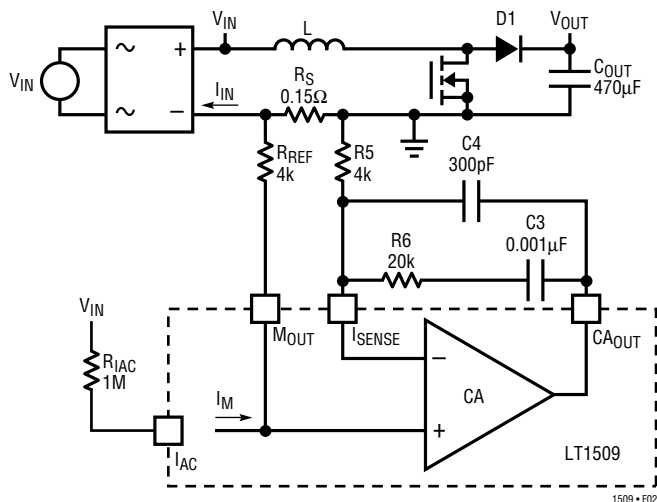 V_IN
L
D1
V_OUT
V_IN
∼
+
∼
−
I_IN
R_S
0.15Ω
C_OUT
470µF
R_REF
4k
R5
4k
C4
300pF
R6
20k
C3
0.001µF
V_IN
R_IAC
1M
M_OUT
I_SENSE
CA_OUT
I_M
−
CA
+
I_AC
LT1509
1509 • F02